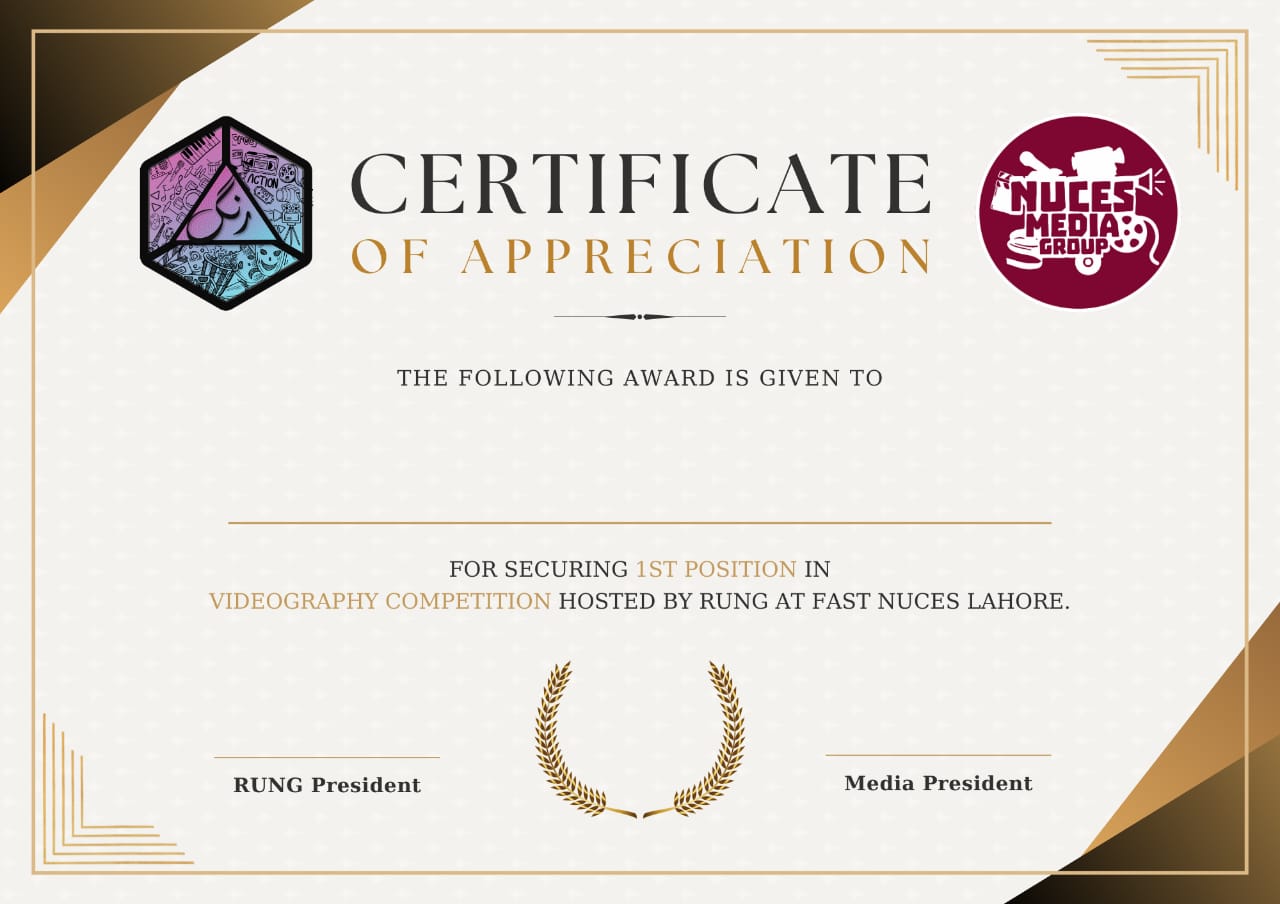 CERTIFICATE
OF APPRECIATION
رنگ
ACTION
NUCES
MEDIA
GROUP
THE FOLLOWING AWARD IS GIVEN TO
FOR SECURING 1ST POSITION IN
VIDEOGRAPHY COMPETITION HOSTED BY RUNG AT FAST NUCES LAHORE.
RUNG President
Media President